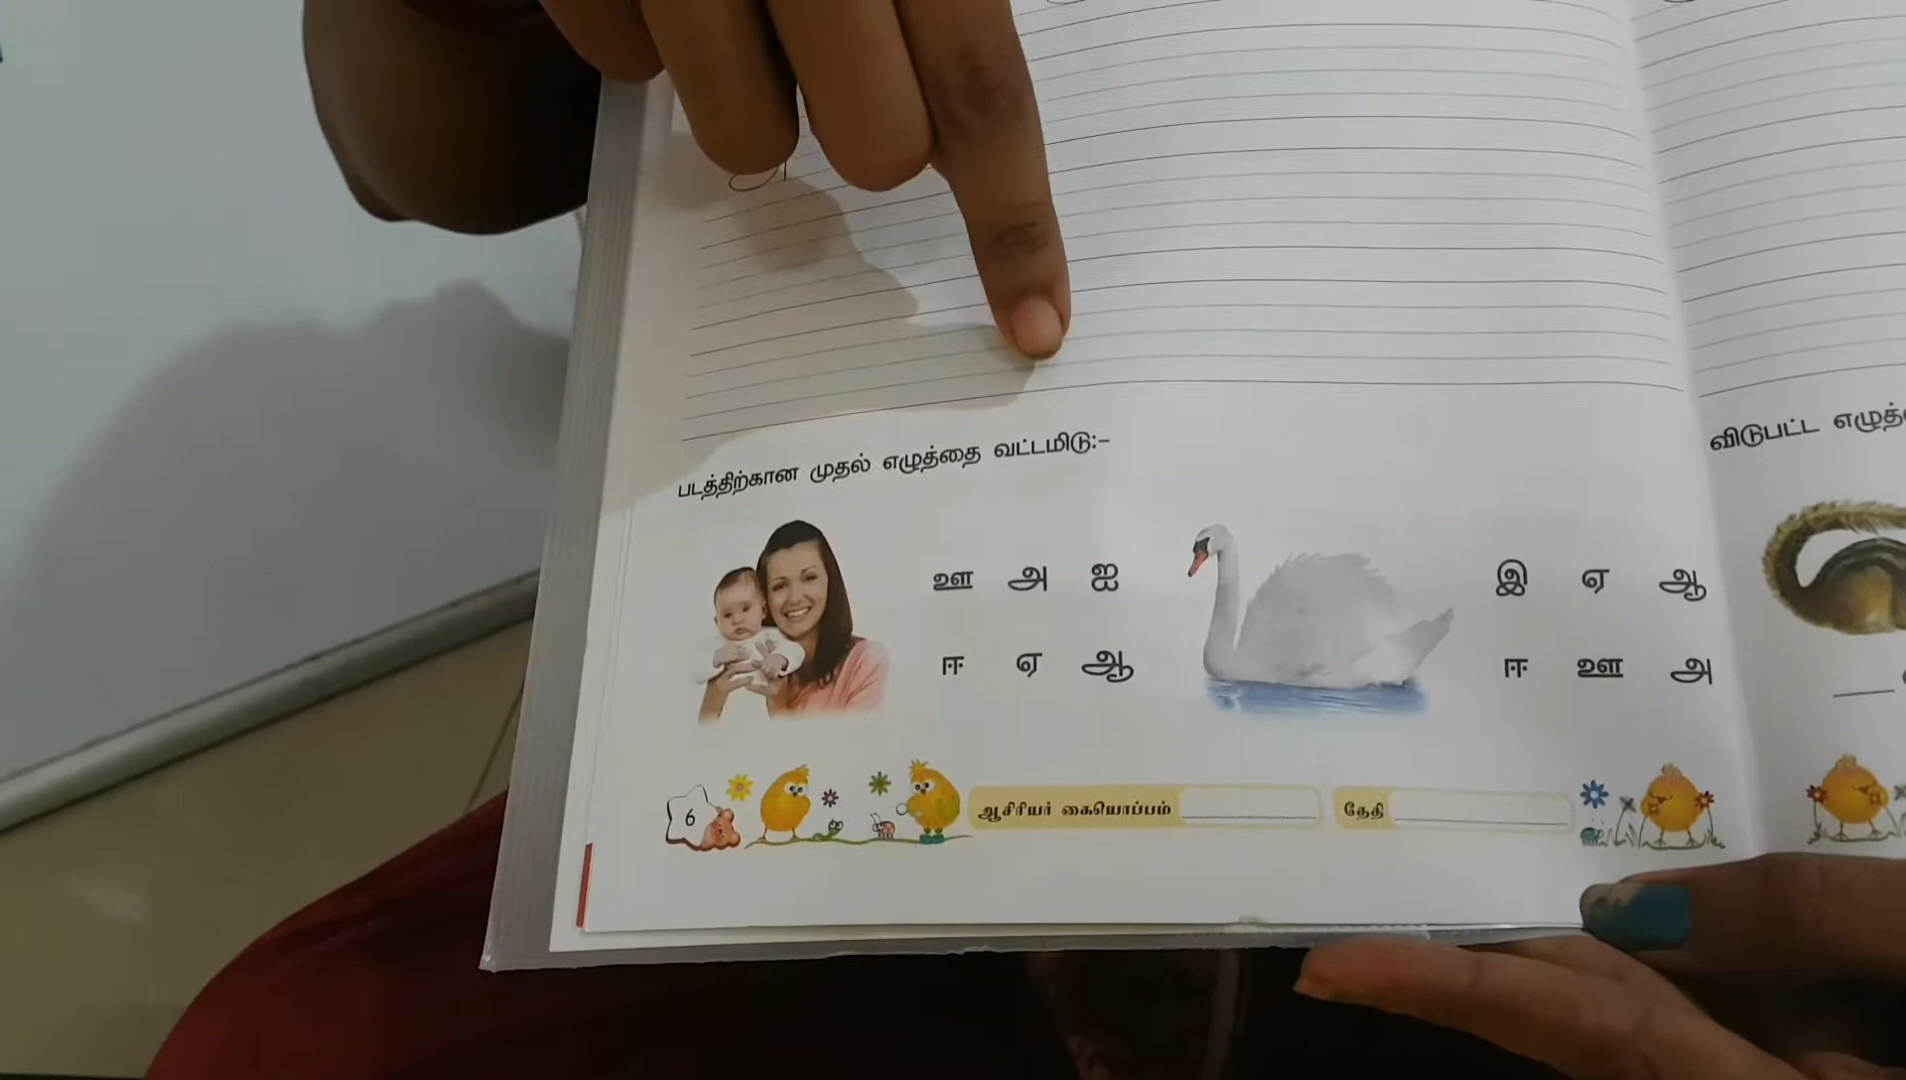 அ
படத்திற்கான முதல் எழுத்தை வட்டமிடு:-
ஊ அ ஐ
ஈ ஏ ஆ
இ ஏ ஆ
ஈ ஊ அ
6
ஆசிரியர் கையொப்பம்
தேதி
விடுபட்ட